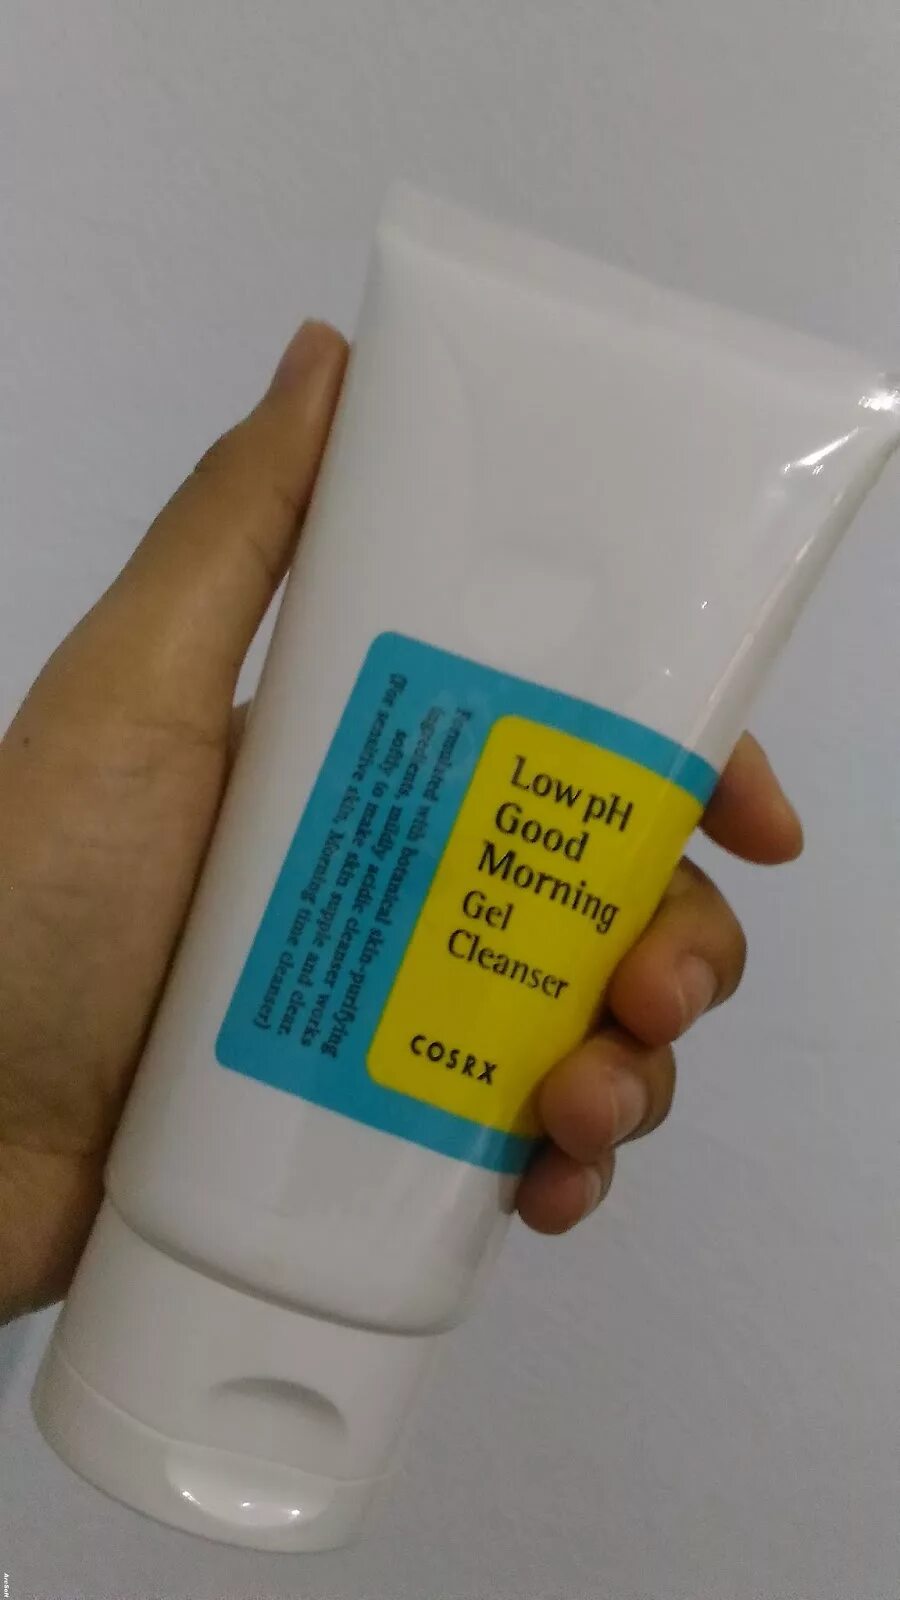 Low pH
Good
Morning
Gel
Cleanser
COSRX
Formulated with botanical skin-purifying
ingredients mildly acidic cleanser works
softly to make skin supple and clear.
(For sensitive skin, Morning time cleanser)